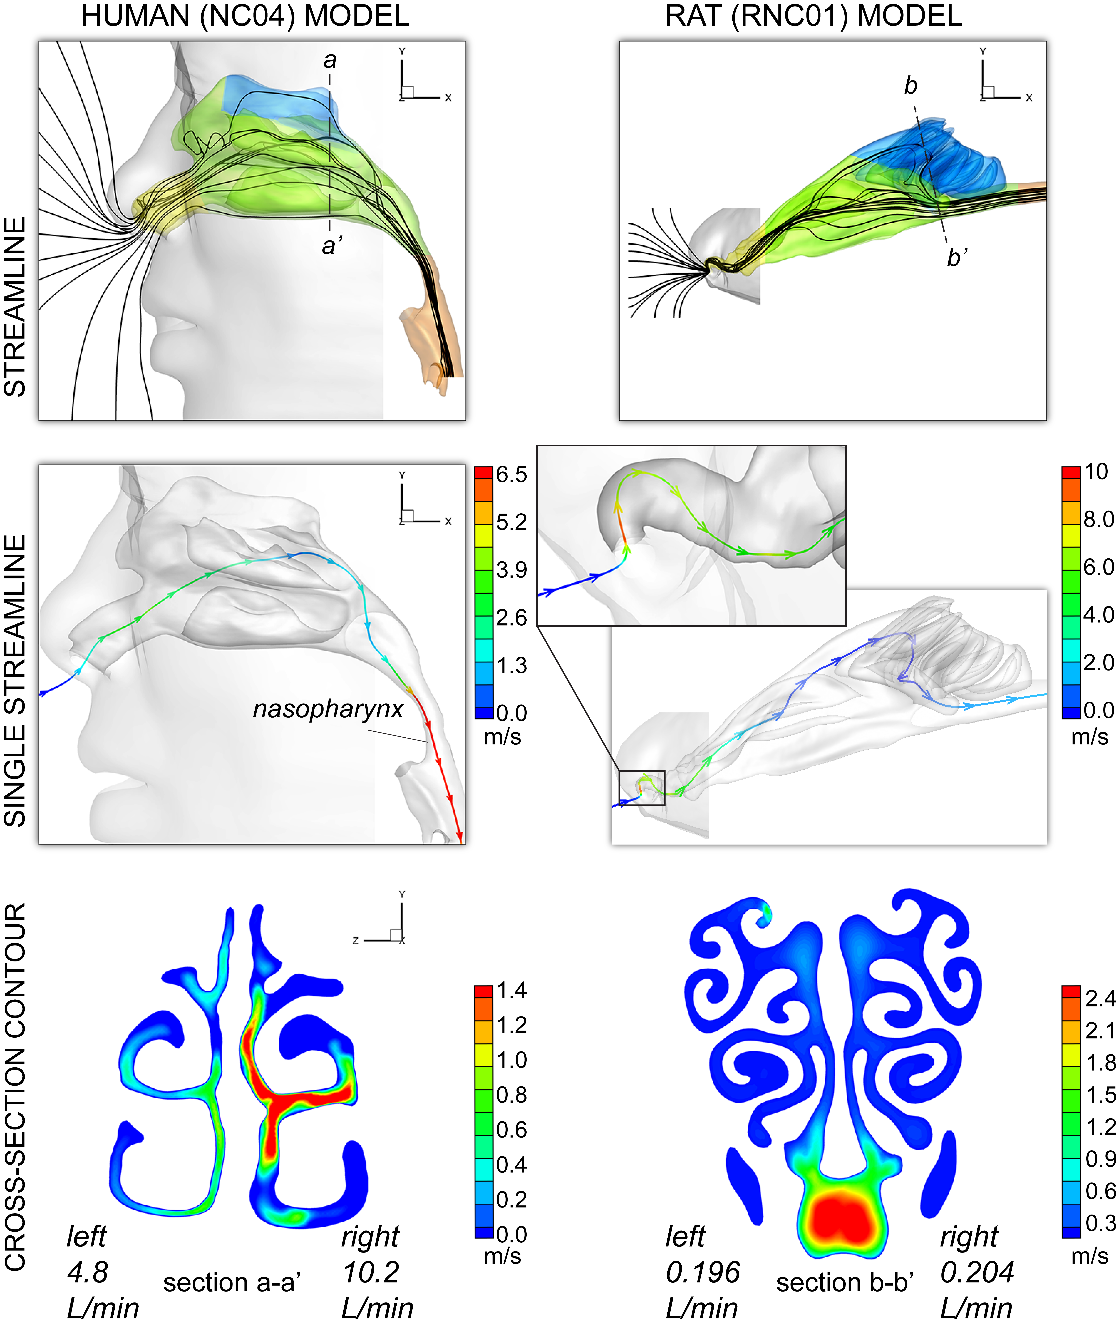 HUMAN (NC04) MODEL
RAT (RNC01) MODEL
STREAMLINE
a
a’
Y
Z
X
b
b’
Y
Z
X
SINGLE STREAMLINE
Y
Z
X
nasopharynx
6.5
5.2
3.9
2.6
1.3
0.0
m/s
10
8.0
6.0
4.0
2.0
0.0
m/s
CROSS-SECTION CONTOUR
Y
Z
X
1.4
1.2
1.0
0.8
0.6
0.4
0.2
0.0
m/s
left
4.8
L/min
section a-a’
right
10.2
L/min
2.4
2.1
1.8
1.5
1.2
0.9
0.6
0.3
m/s
left
0.196
L/min
section b-b’
right
0.204
L/min